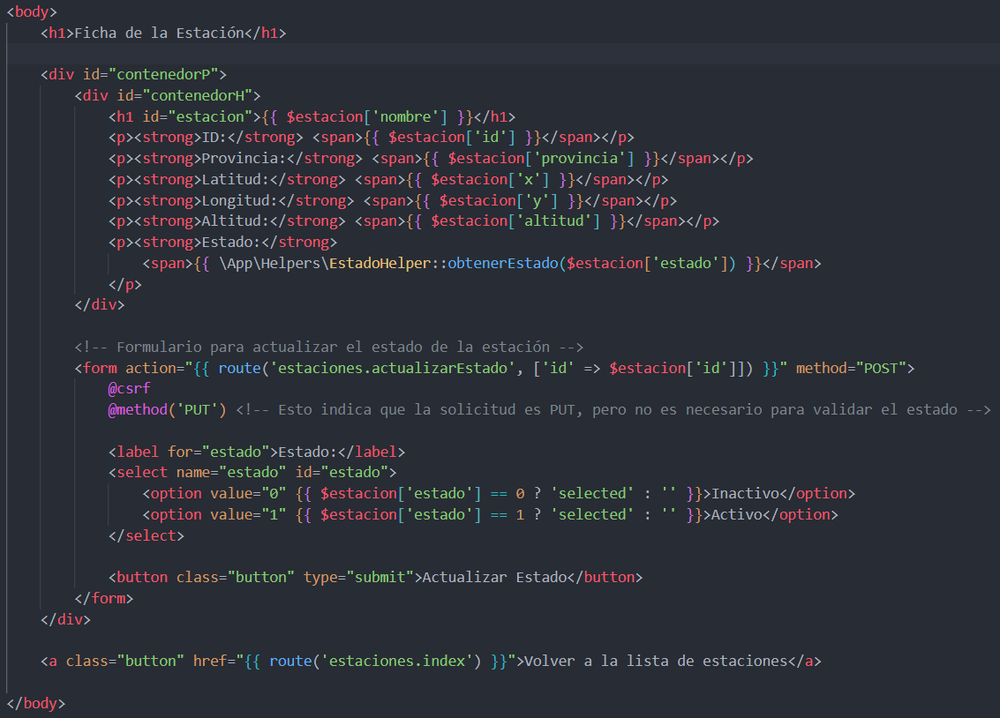 <body>
<h1>Ficha de la Estación</h1>
<div id="contenedorP">
<div id="contenedorH">
<h1 id="estacion">{{ $estacion['nombre'] }}</h1>
<p><strong>ID:</strong> <span>{{ $estacion['id'] }}</span></p>
<p><strong>Provincia:</strong> <span>{{ $estacion['provincia'] }}</span></p>
<p><strong>Latitud:</strong> <span>{{ $estacion['x'] }}</span></p>
<p><strong>Longitud:</strong> <span>{{ $estacion['y'] }}</span></p>
<p><strong>Altitud:</strong> <span>{{ $estacion['altitud'] }}</span></p>
<p><strong>Estado:</strong>
<span>{{ \App\Helpers\EstadoHelper::obtenerEstado($estacion['estado']) }}</span>
</p>
</div>
<!-- Formulario para actualizar el estado de la estación -->
<form action="{{ route('estaciones.actualizarEstado', ['id' => $estacion['id']]) }}" method="POST">
@csrf
@method('PUT') <!-- Esto indica que la solicitud es PUT, pero no es necesario para validar el estado -->
<label for="estado">Estado:</label>
<select name="estado" id="estado">
<option value="0" {{ $estacion['estado'] == 0 ? 'selected' : '' }}>Inactivo</option>
<option value="1" {{ $estacion['estado'] == 1 ? 'selected' : '' }}>Activo</option>
</select>
<button class="button" type="submit">Actualizar Estado</button>
</form>
</div>
<a class="button" href="{{ route('estaciones.index') }}">Volver a la lista de estaciones</a>
</body>